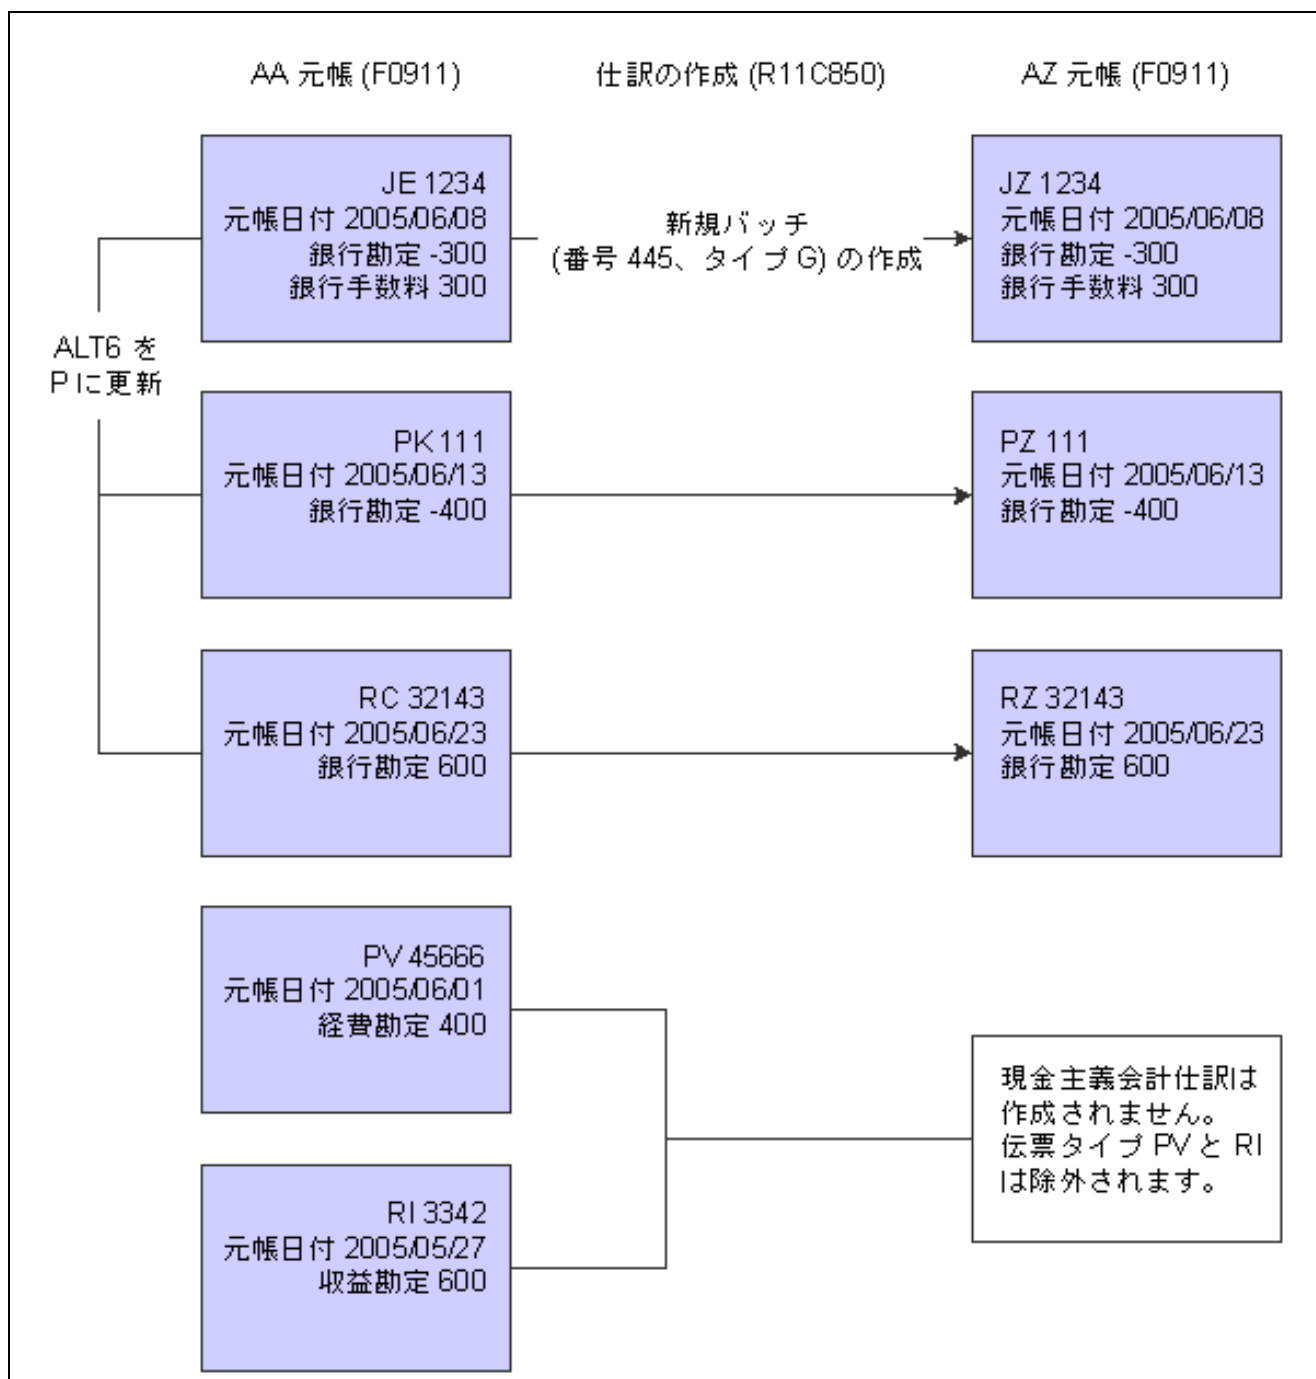 AA 元帳 (F0911)
仕訳の作成 (R11C850)
AZ 元帳 (F0911)
JE 1234
元帳日付 2005/06/08
銀行勘定 -300
銀行手数料 300
新規バッチ
(番号 445、タイプ G) の作成
JZ 1234
元帳日付 2005/06/08
銀行勘定 -300
銀行手数料 300
ALT6 を
Pに更新
PK 111
元帳日付 2005/06/13
銀行勘定 -400
PZ 111
元帳日付 2005/06/13
銀行勘定 -400
RC 32143
元帳日付 2005/06/23
銀行勘定 600
RZ 32143
元帳日付 2005/06/23
銀行勘定 600
PV 45666
元帳日付 2005/06/01
経費勘定 400
現金主義会計仕訳は
作成されません。
伝票タイプ PV と RI
は除外されます。
RI 3342
元帳日付 2005/05/27
収益勘定 600